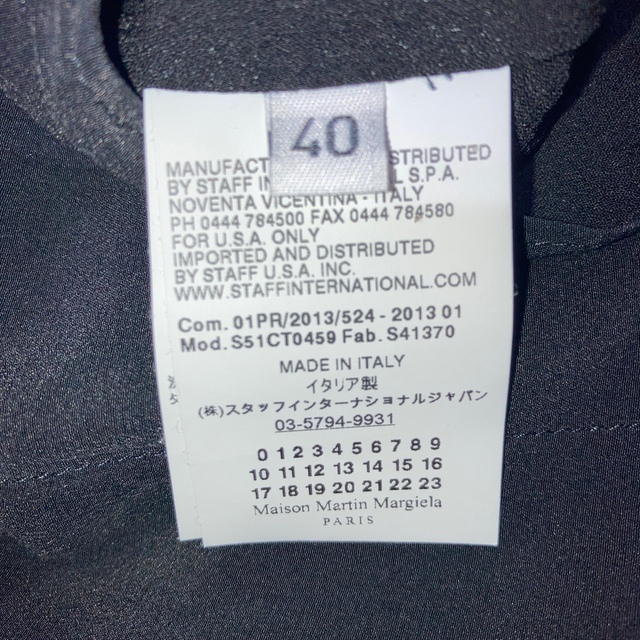 40
MANUFACT STRIBUTED
BY STAFF IN L S.P.A.
NOVENTA VICENTINA - ITALY
PH 0444 784500 FAX 0444 784580
FOR U.S.A. ONLY
IMPORTED AND DISTRIBUTED
BY STAFF U.S.A. INC.
WWW.STAFFINTERNATIONAL.COM
Com. 01PR/2013/524 - 2013 01
Mod. S51CT0459 Fab. S41370
MADE IN ITALY
イタリア製
(株)スタッフインターナショナルジャパン
03-5794-9931
0 1 2 3 4 5 6 7 8 9
10 11 12 13 14 15 16
17 18 19 20 21 22 23
Maison Martin Margiela
PARIS